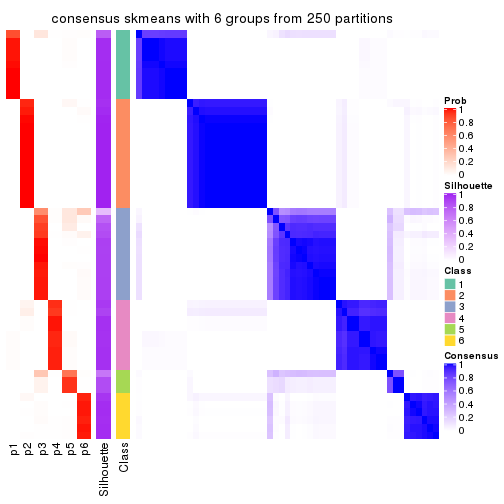 consensus skmeans with 6 groups from 250 partitions
Prob
1
0.8
0.6
0.4
0.2
0
Silhouette
1
0.8
0.6
0.4
0.2
0
Class
1
2
3
4
5
6
Consensus
1
0.8
0.6
0.4
0.2
0
p1
p2
p3
p4
p5
p6
Silhouette
Class